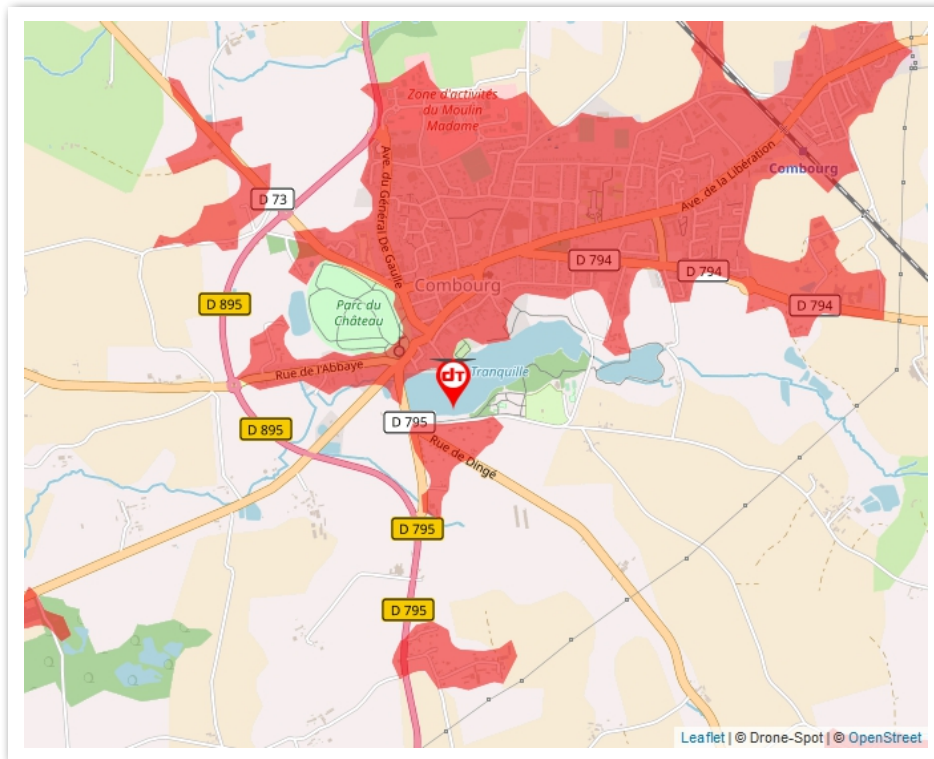 Zone d'activités
du Moulin
Madame
Ave. du Général De Gaulle
Ave. de la Libération
Combourg
D 73
D 794
D 794
D 794
Combourg
D 895
Parc du
Château
Rue de l'Abbaye
Tranquille
dT
D 795
D 895
Rue de Dingé
D 795
D 795
Leaflet | © Drone-Spot | © OpenStreet